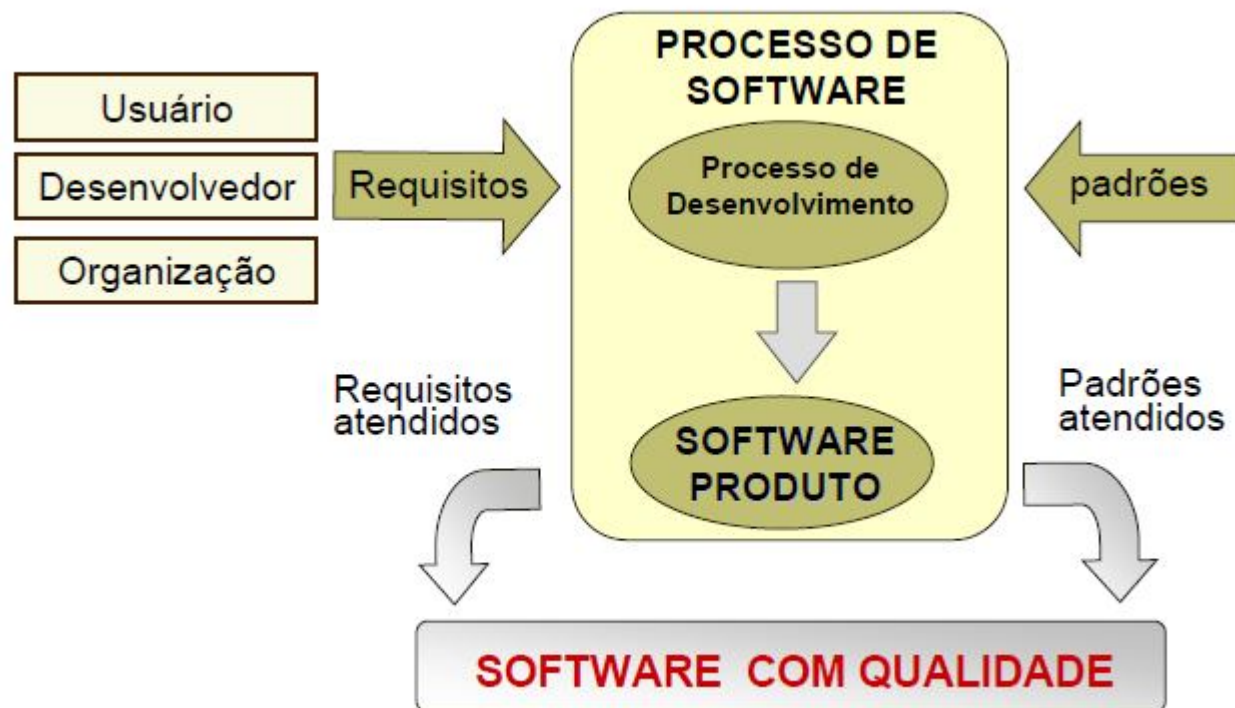 PROCESSO DE
SOFTWARE
Usuário
Desenvolvedor
Organização
Requisitos
Processo de
Desenvolvimento
padrões
Requisitos
atendidos
SOFTWARE
PRODUTO
Padrões
atendidos
SOFTWARE COM QUALIDADE